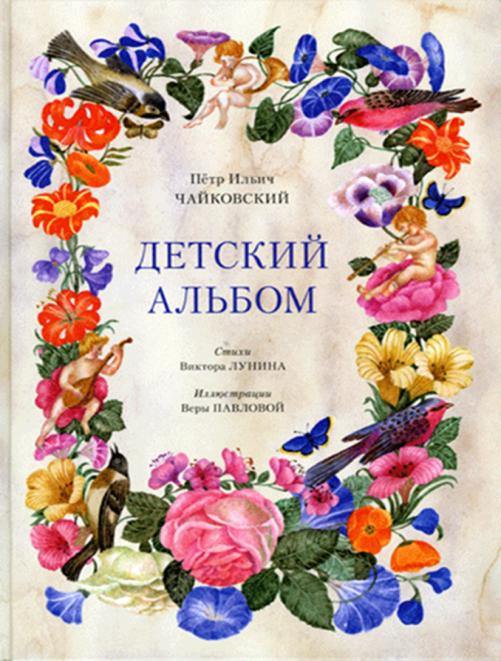 Пётр Ильич
ЧАЙКОВСКИЙ
ДЕТСКИЙ
АЛЬБОМ
Стихи
Виктора ЛУНИНА
Иллюстрации
Веры ПАВЛОВОЙ